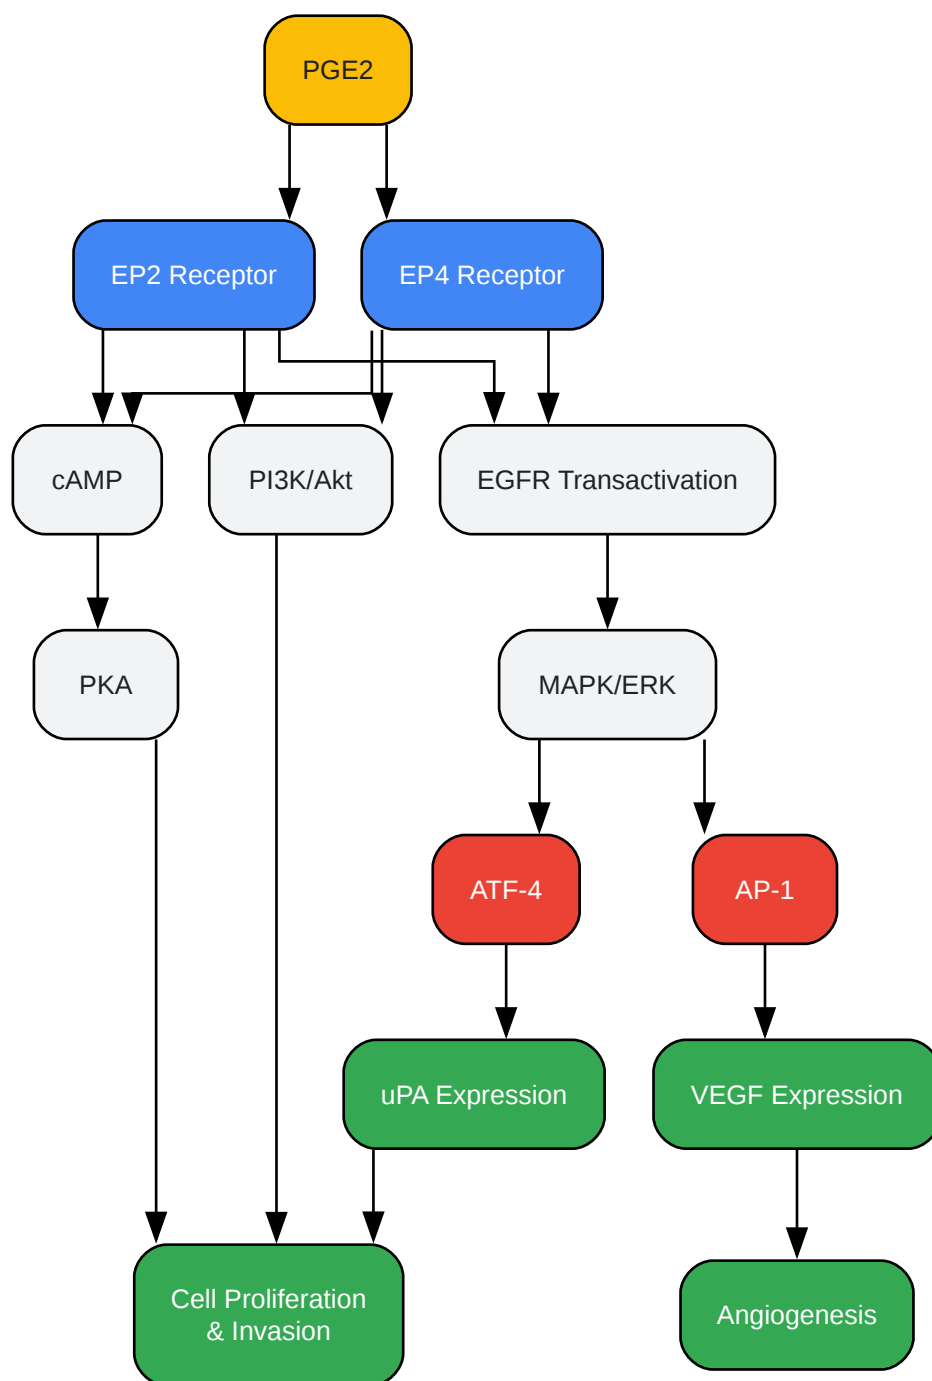 PGE2
EP2 Receptor
EP4 Receptor
cAMP
PI3K/Akt
EGFR Transactivation
PKA
MAPK/ERK
ATF-4
AP-1
uPA Expression
VEGF Expression
Cell Proliferation
& Invasion
Angiogenesis